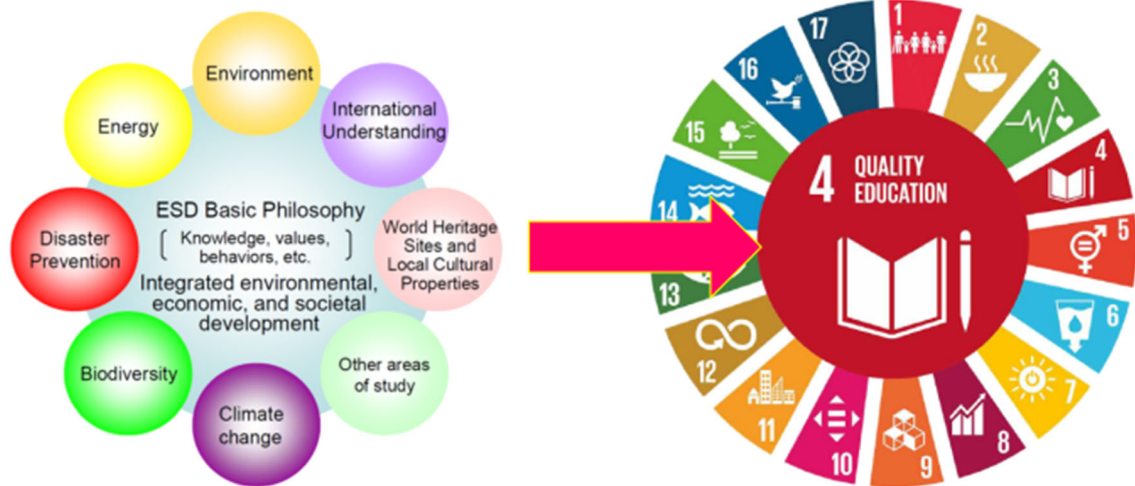 Environment
International
Understanding
World Heritage
Sites and
Local Cultural
Properties
Other areas
of study
Climate
change
Biodiversity
Disaster
Prevention
Energy
ESD Basic Philosophy
Knowledge, values,
behaviors, etc.
Integrated environmental,
economic, and societal
development
1
2
3
4
5
6
7
8
9
10
11
12
13
14
15
16
17
4 QUALITY
EDUCATION